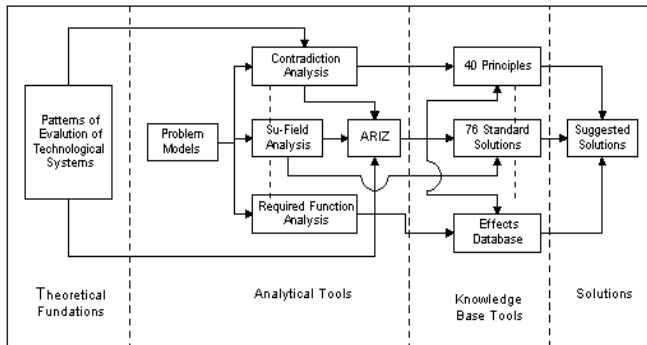 Contradiction
Analysis
40 Principles
Patterns of
Evalution of
Technological
Systems
Problem
Models
Su-Field
Analysis
ARIZ
76 Standard
Solutions
Suggested
Solutions
Required Function
Analysis
Effects
Database
Theoretical
Fundations
Analytical Tools
Knowledge
Base Tools
Solutions